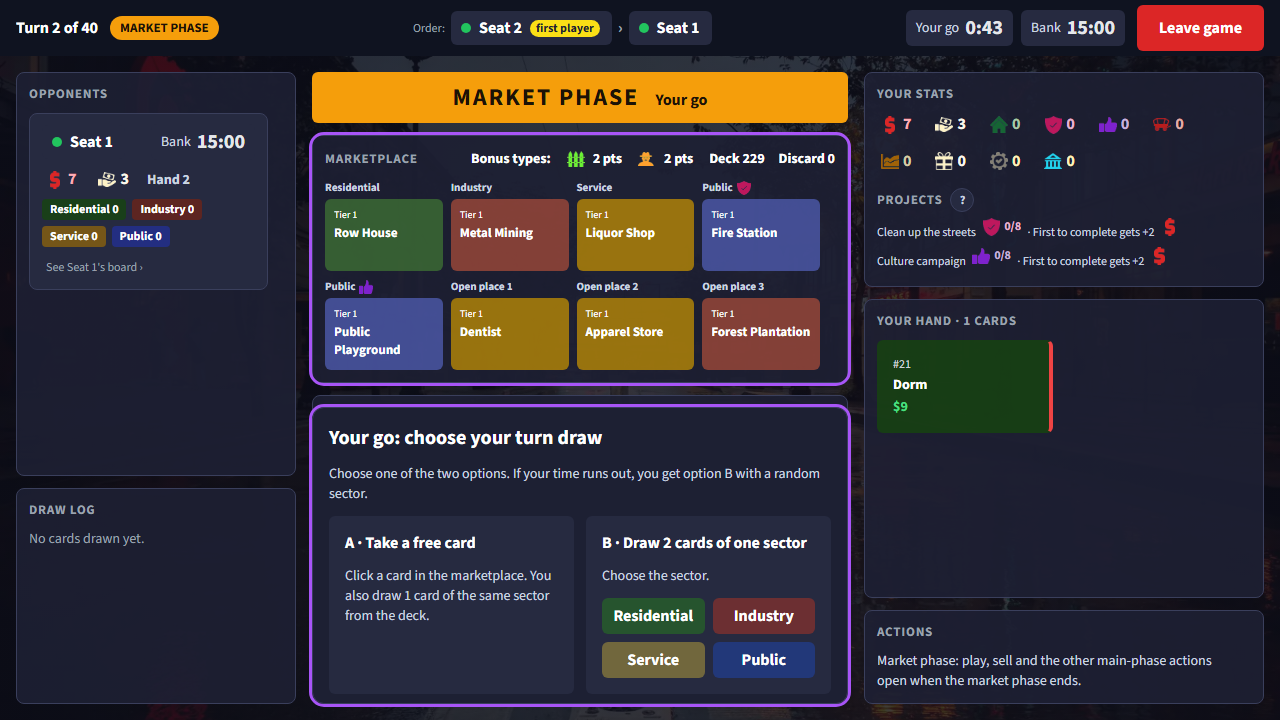 Turn 2 of 40 MARKET PHASE
Order: Seat 2 first player › Seat 1
Your go 0:43 Bank 15:00 Leave game
OPPONENTS
Seat 1 Bank 15:00
7 3 Hand 2
Residential 0 Industry 0
Service 0 Public 0
See Seat 1's board ›
DRAW LOG
No cards drawn yet.
MARKET PHASE Your go
MARKETPLACE Bonus types: 2 pts 2 pts Deck 229 Discard 0
Residential Industry Service Public
Tier 1 Tier 1 Tier 1 Tier 1
Row House Metal Mining Liquor Shop Fire Station
Public Open place 1 Open place 2 Open place 3
Tier 1 Tier 1 Tier 1 Tier 1
Public Dentist Apparel Store Forest Plantation
Playground
Your go: choose your turn draw
Choose one of the two options. If your time runs out, you get option B with a random
sector.
A · Take a free card
Click a card in the marketplace. You
also draw 1 card of the same sector
from the deck.
B · Draw 2 cards of one sector
Choose the sector.
Residential Industry
Service Public
YOUR STATS
7 3 0 0 0 0
0 0 0 0
PROJECTS ?
Clean up the streets 0/8 · First to complete gets +2
Culture campaign 0/8 · First to complete gets +2
YOUR HAND · 1 CARDS
#21
Dorm
$9
ACTIONS
Market phase: play, sell and the other main-phase actions
open when the market phase ends.